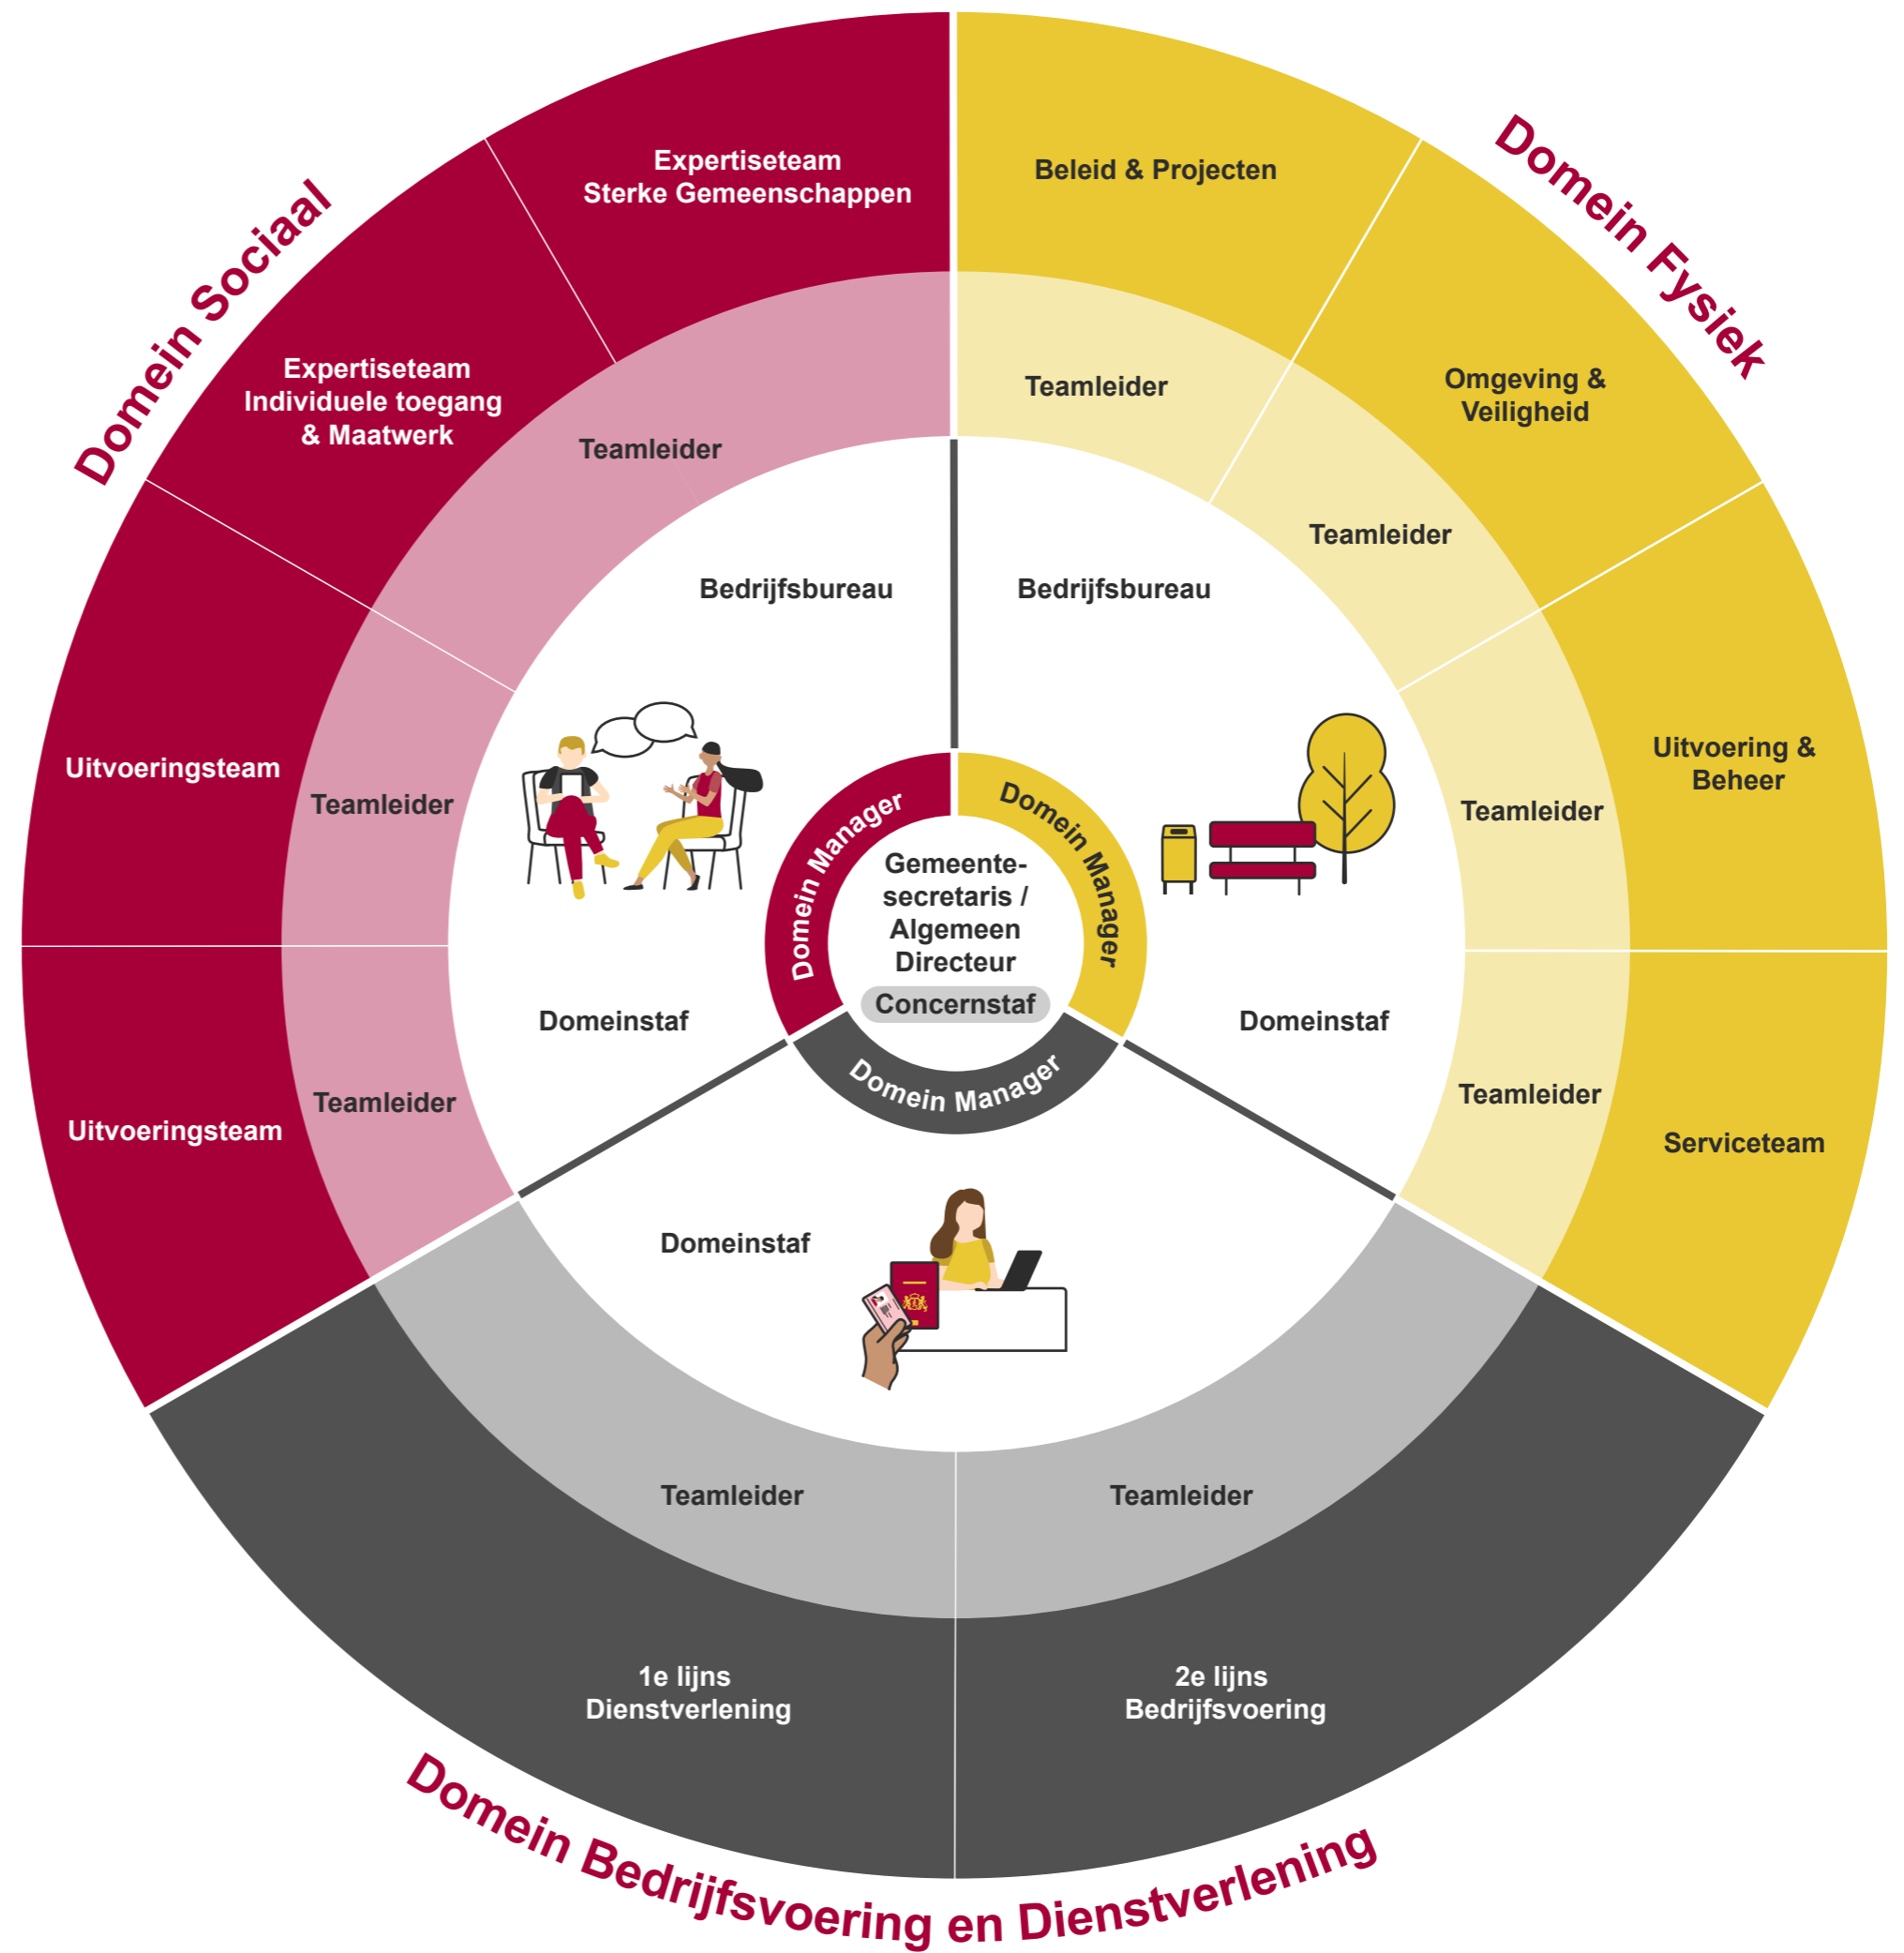 Domein Sociaal
Expertiseteam
Sterke Gemeenschappen
Expertiseteam
Individuele toegang
& Maatwerk
Teamleider
Uitvoeringsteam
Teamleider
Uitvoeringsteam
Teamleider
Bedrijfsbureau
Domeinstaf
Domein Manager
Domein Fysiek
Beleid & Projecten
Teamleider
Omgeving &
Veiligheid
Teamleider
Uitvoering &
Beheer
Teamleider
Serviceteam
Teamleider
Bedrijfsbureau
Domeinstaf
Domein Manager
Gemeente-
secretaris /
Algemeen
Directeur
Concernstaf
Domein Manager
Domeinstaf
Teamleider
Teamleider
1e lijns
Dienstverlening
2e lijns
Bedrijfsvoering
Domein Bedrijfsvoering en Dienstverlening